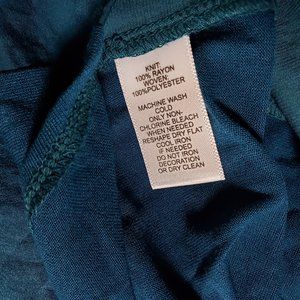 KNIT:
100% RAYON
WOVEN:
100%POLYESTER
MACHINE WASH
COLD
ONLY NON-
CHLORINE BLEACH
WHEN NEEDED
RESHAPE DRY FLAT
COOL IRON
IF NEEDED
DO NOT IRON
DECORATION
OR DRY CLEAN